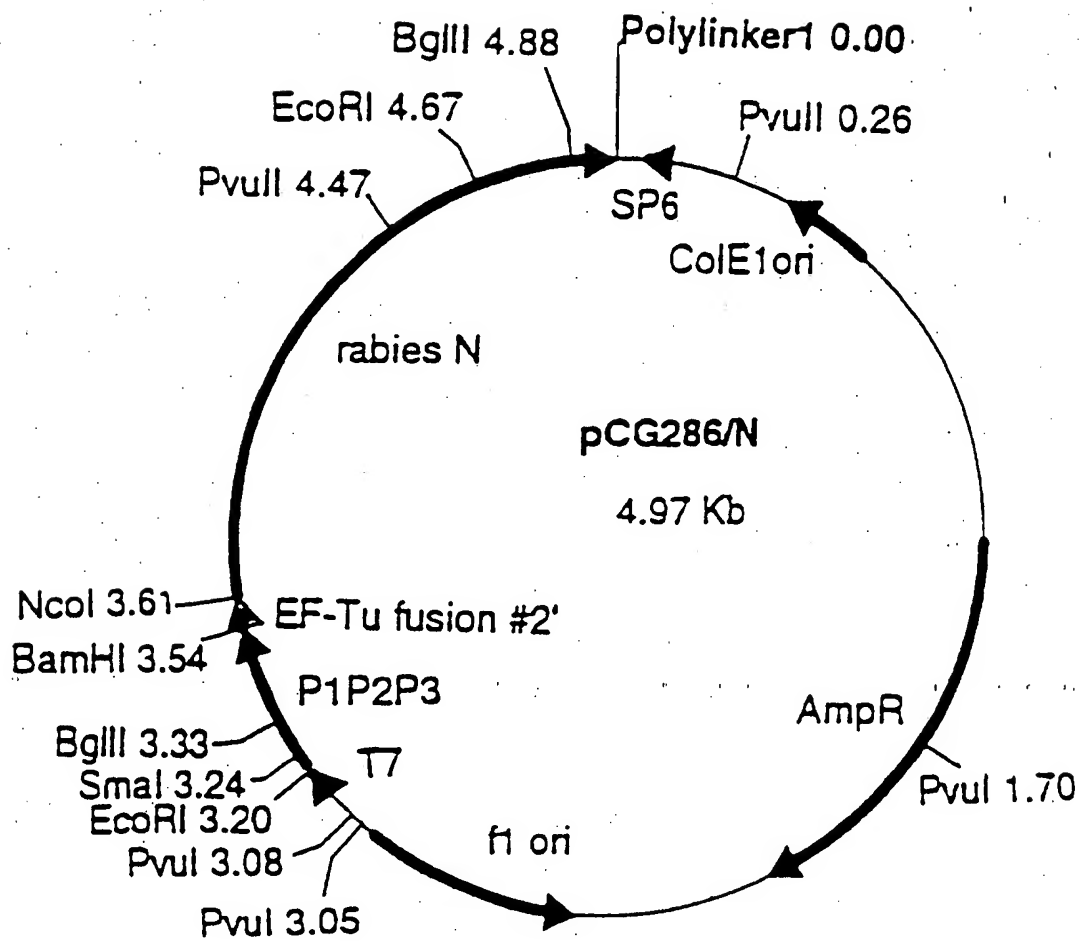 BglII 4.88
Polylinker1 0.00
EcoRI 4.67
PvuII 0.26
PvuII 4.47
SP6
ColE1ori
rabies N
pCG286/N
4.97 Kb
NcoI 3.61
EF-Tu fusion #2'
BamHI 3.54
P1P2P3
AmpR
BglII 3.33
T7
SmaI 3.24
PvuI 1.70
EcoRI 3.20
f1 ori
PvuI 3.08
PvuI 3.05